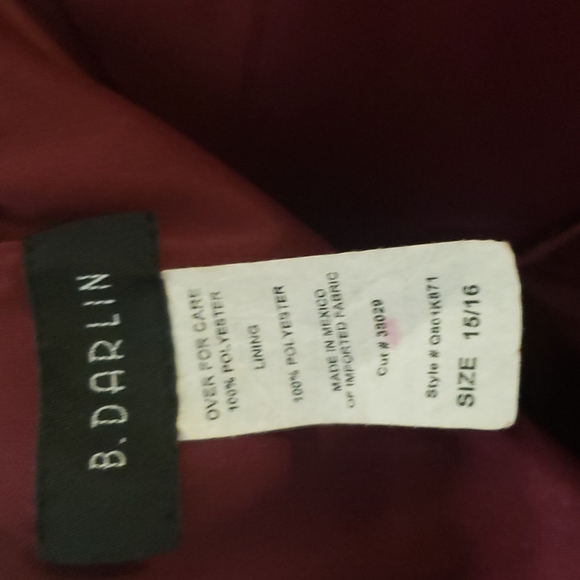 B.DARLIN
OVER FOR CARE
100% POLYESTER
LINING
100% POLYESTER
MADE IN MEXICO
OF IMPORTED FABRIC
Cut # 38029
Style #
SIZE 15/16